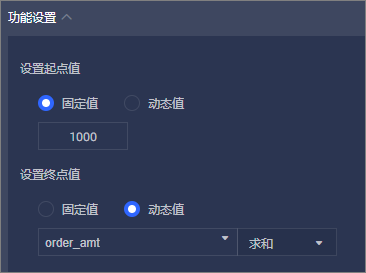 功能设置
设置起点值
固定值 动态值
1000
设置终点值
固定值 动态值
order_amt 求和